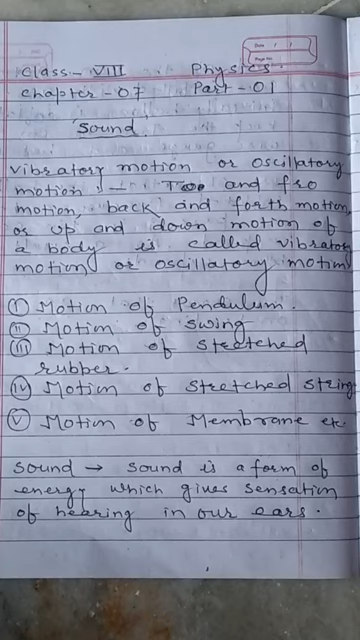 Date / /
Page No.
Class - VIII Physics.
Chapter - 07 Part - 01
Sound
Vibratory motion or oscillatory
motion :- Too and fro
motion, back and forth motion,
or up and down motion of
a body is called vibratory
motion or oscillatory motion
(i) Motion of Pendulum.
(ii) Motion of swing
(iii) Motion of stretched
rubber.
(iv) Motion of stretched string
(v) Motion of Membrane etc.
Sound → Sound is a form of
energy which gives sensation
of hearing in our ears.